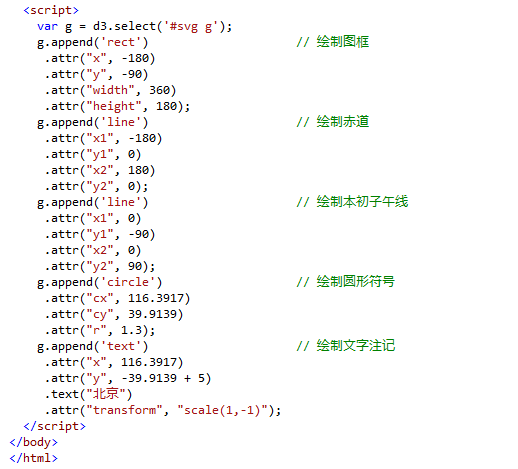 <script>
var g = d3.select('#svg g');
g.append('rect') // 绘制图框
.attr("x", -180)
.attr("y", -90)
.attr("width", 360)
.attr("height", 180);
g.append('line') // 绘制赤道
.attr("x1", -180)
.attr("y1", 0)
.attr("x2", 180)
.attr("y2", 0);
g.append('line') // 绘制本初子午线
.attr("x1", 0)
.attr("y1", -90)
.attr("x2", 0)
.attr("y2", 90);
g.append('circle') // 绘制圆形符号
.attr("cx", 116.3917)
.attr("cy", 39.9139)
.attr("r", 1.3);
g.append('text') // 绘制文字注记
.attr("x", 116.3917)
.attr("y", -39.9139 + 5)
.text("北京")
.attr("transform", "scale(1,-1)");
</script>
</body>
</html>